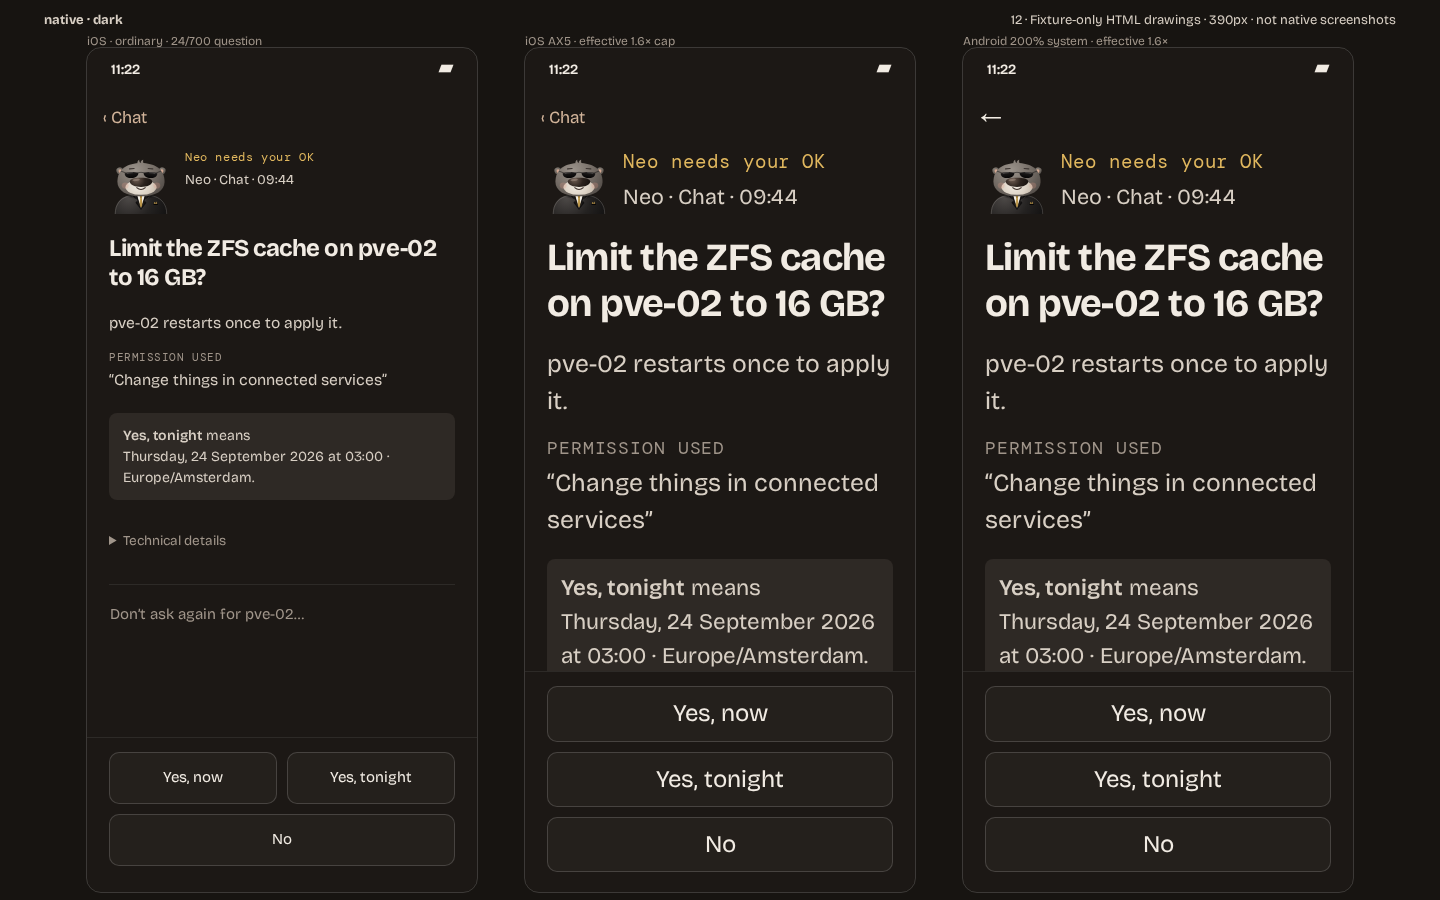 native · dark
12 · Fixture-only HTML drawings · 390px · not native screenshots
iOS · ordinary · 24/700 question
11:22
‹ Chat
Neo needs your OK
Neo · Chat · 09:44
Limit the ZFS cache on pve-02
to 16 GB?
pve-02 restarts once to apply it.
PERMISSION USED
“Change things in connected services”
Yes, tonight means
Thursday, 24 September 2026 at 03:00 ·
Europe/Amsterdam.
▶ Technical details
Don’t ask again for pve-02…
Yes, now
Yes, tonight
No
iOS AX5 · effective 1.6× cap
11:22
‹ Chat
Neo needs your OK
Neo · Chat · 09:44
Limit the ZFS cache
on pve-02 to 16 GB?
pve-02 restarts once to apply
it.
PERMISSION USED
“Change things in connected
services”
Yes, tonight means
Thursday, 24 September 2026
at 03:00 · Europe/Amsterdam.
Yes, now
Yes, tonight
No
Android 200% system · effective 1.6×
11:22
←
Neo needs your OK
Neo · Chat · 09:44
Limit the ZFS cache
on pve-02 to 16 GB?
pve-02 restarts once to apply
it.
PERMISSION USED
“Change things in connected
services”
Yes, tonight means
Thursday, 24 September 2026
at 03:00 · Europe/Amsterdam.
Yes, now
Yes, tonight
No